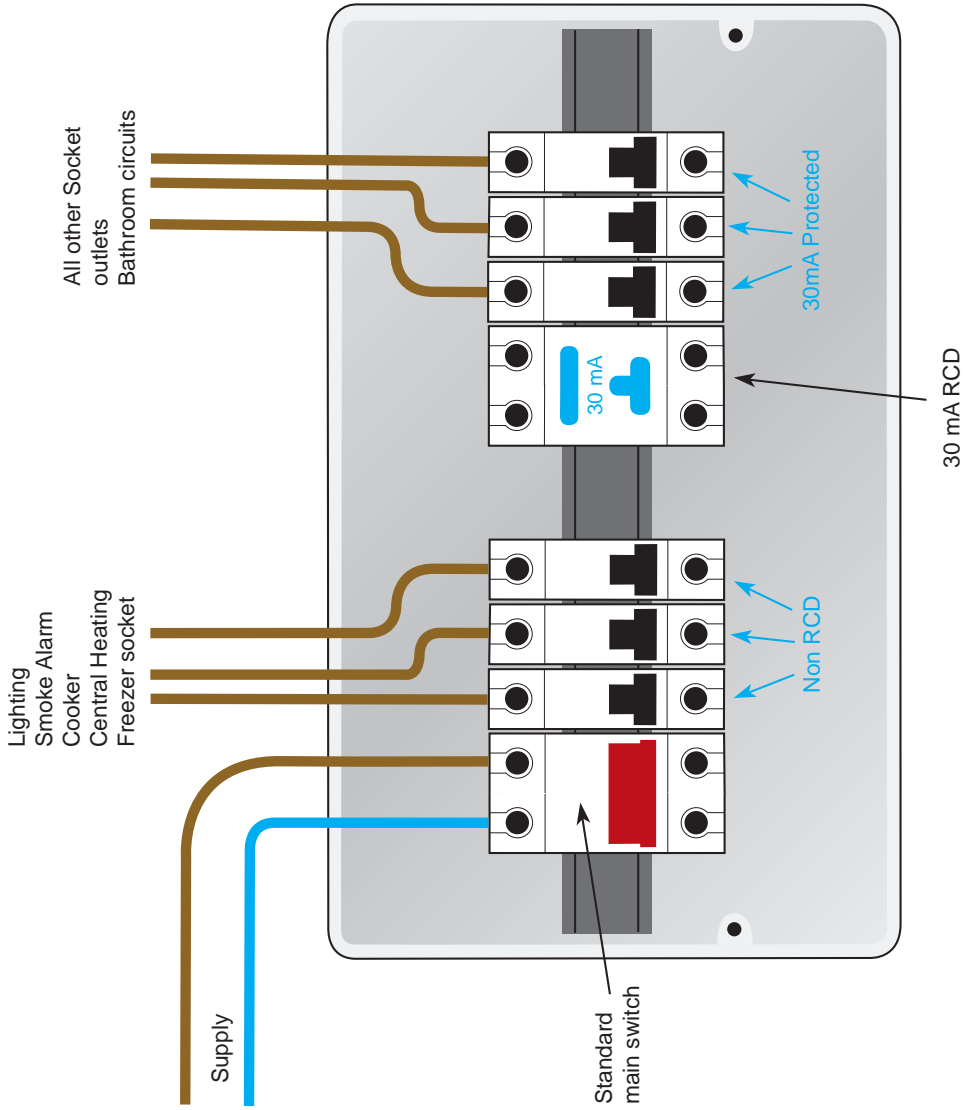 All other Socket
outlets
Bathroom circuits
Lighting
Smoke Alarm
Cooker
Central Heating
Freezer socket
Supply
30 mA
30mA Protected
Non RCD
30 mA RCD
Standard
main switch